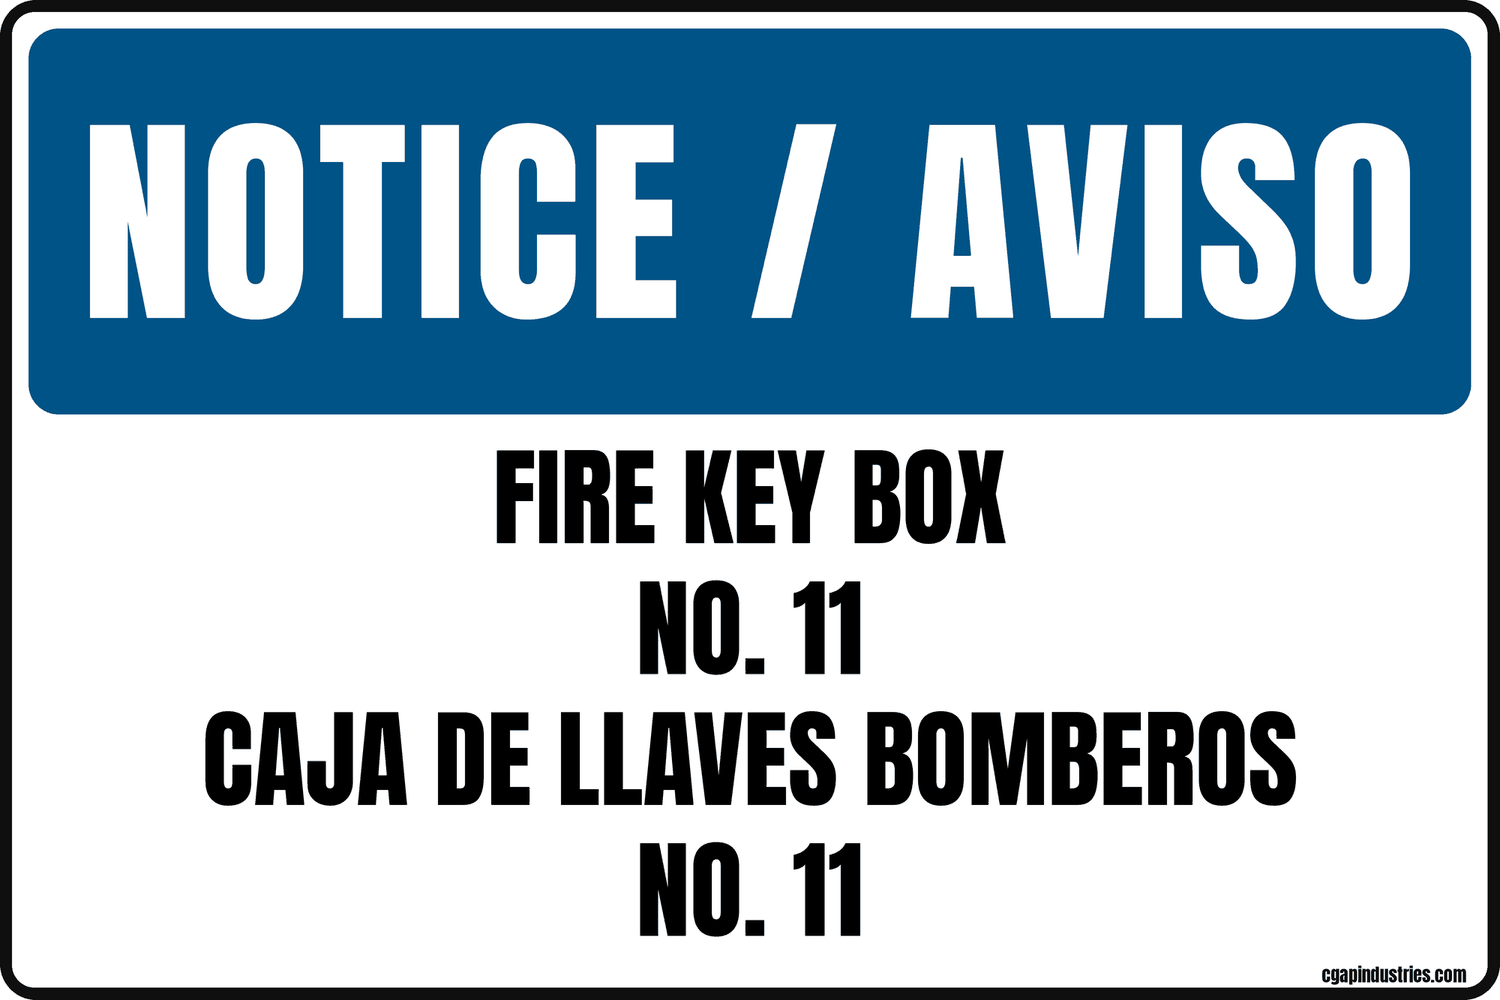 NOTICE / AVISO
FIRE KEY BOX
NO. 11
CAJA DE LLAVES BOMBEROS
NO. 11
cgapindustries.com